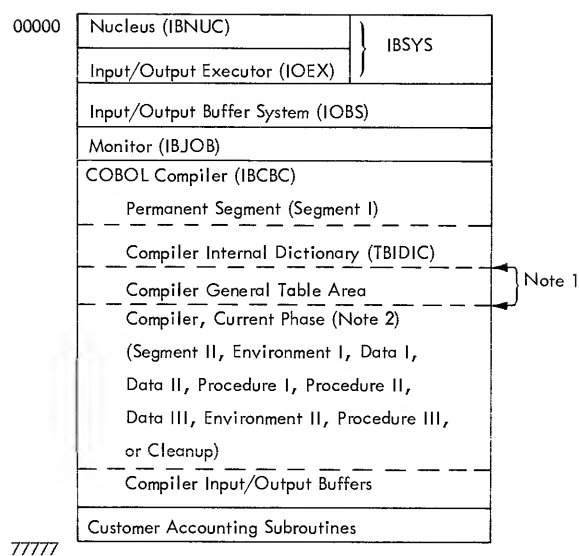 00000
Nucleus (IBNUC)
IBSYS
Input/Output Executor (IOEX)
Input/Output Buffer System (IOBS)
Monitor (IBJOB)
COBOL Compiler (IBCBC)
Permanent Segment (Segment I)
Compiler Internal Dictionary (TBIDIC)
Note 1
Compiler General Table Area
Compiler, Current Phase (Note 2)
(Segment II, Environment I, Data I,
Data II, Procedure I, Procedure II,
Data III, Environment II, Procedure III,
or Cleanup)
Compiler Input/Output Buffers
Customer Accounting Subroutines
77777